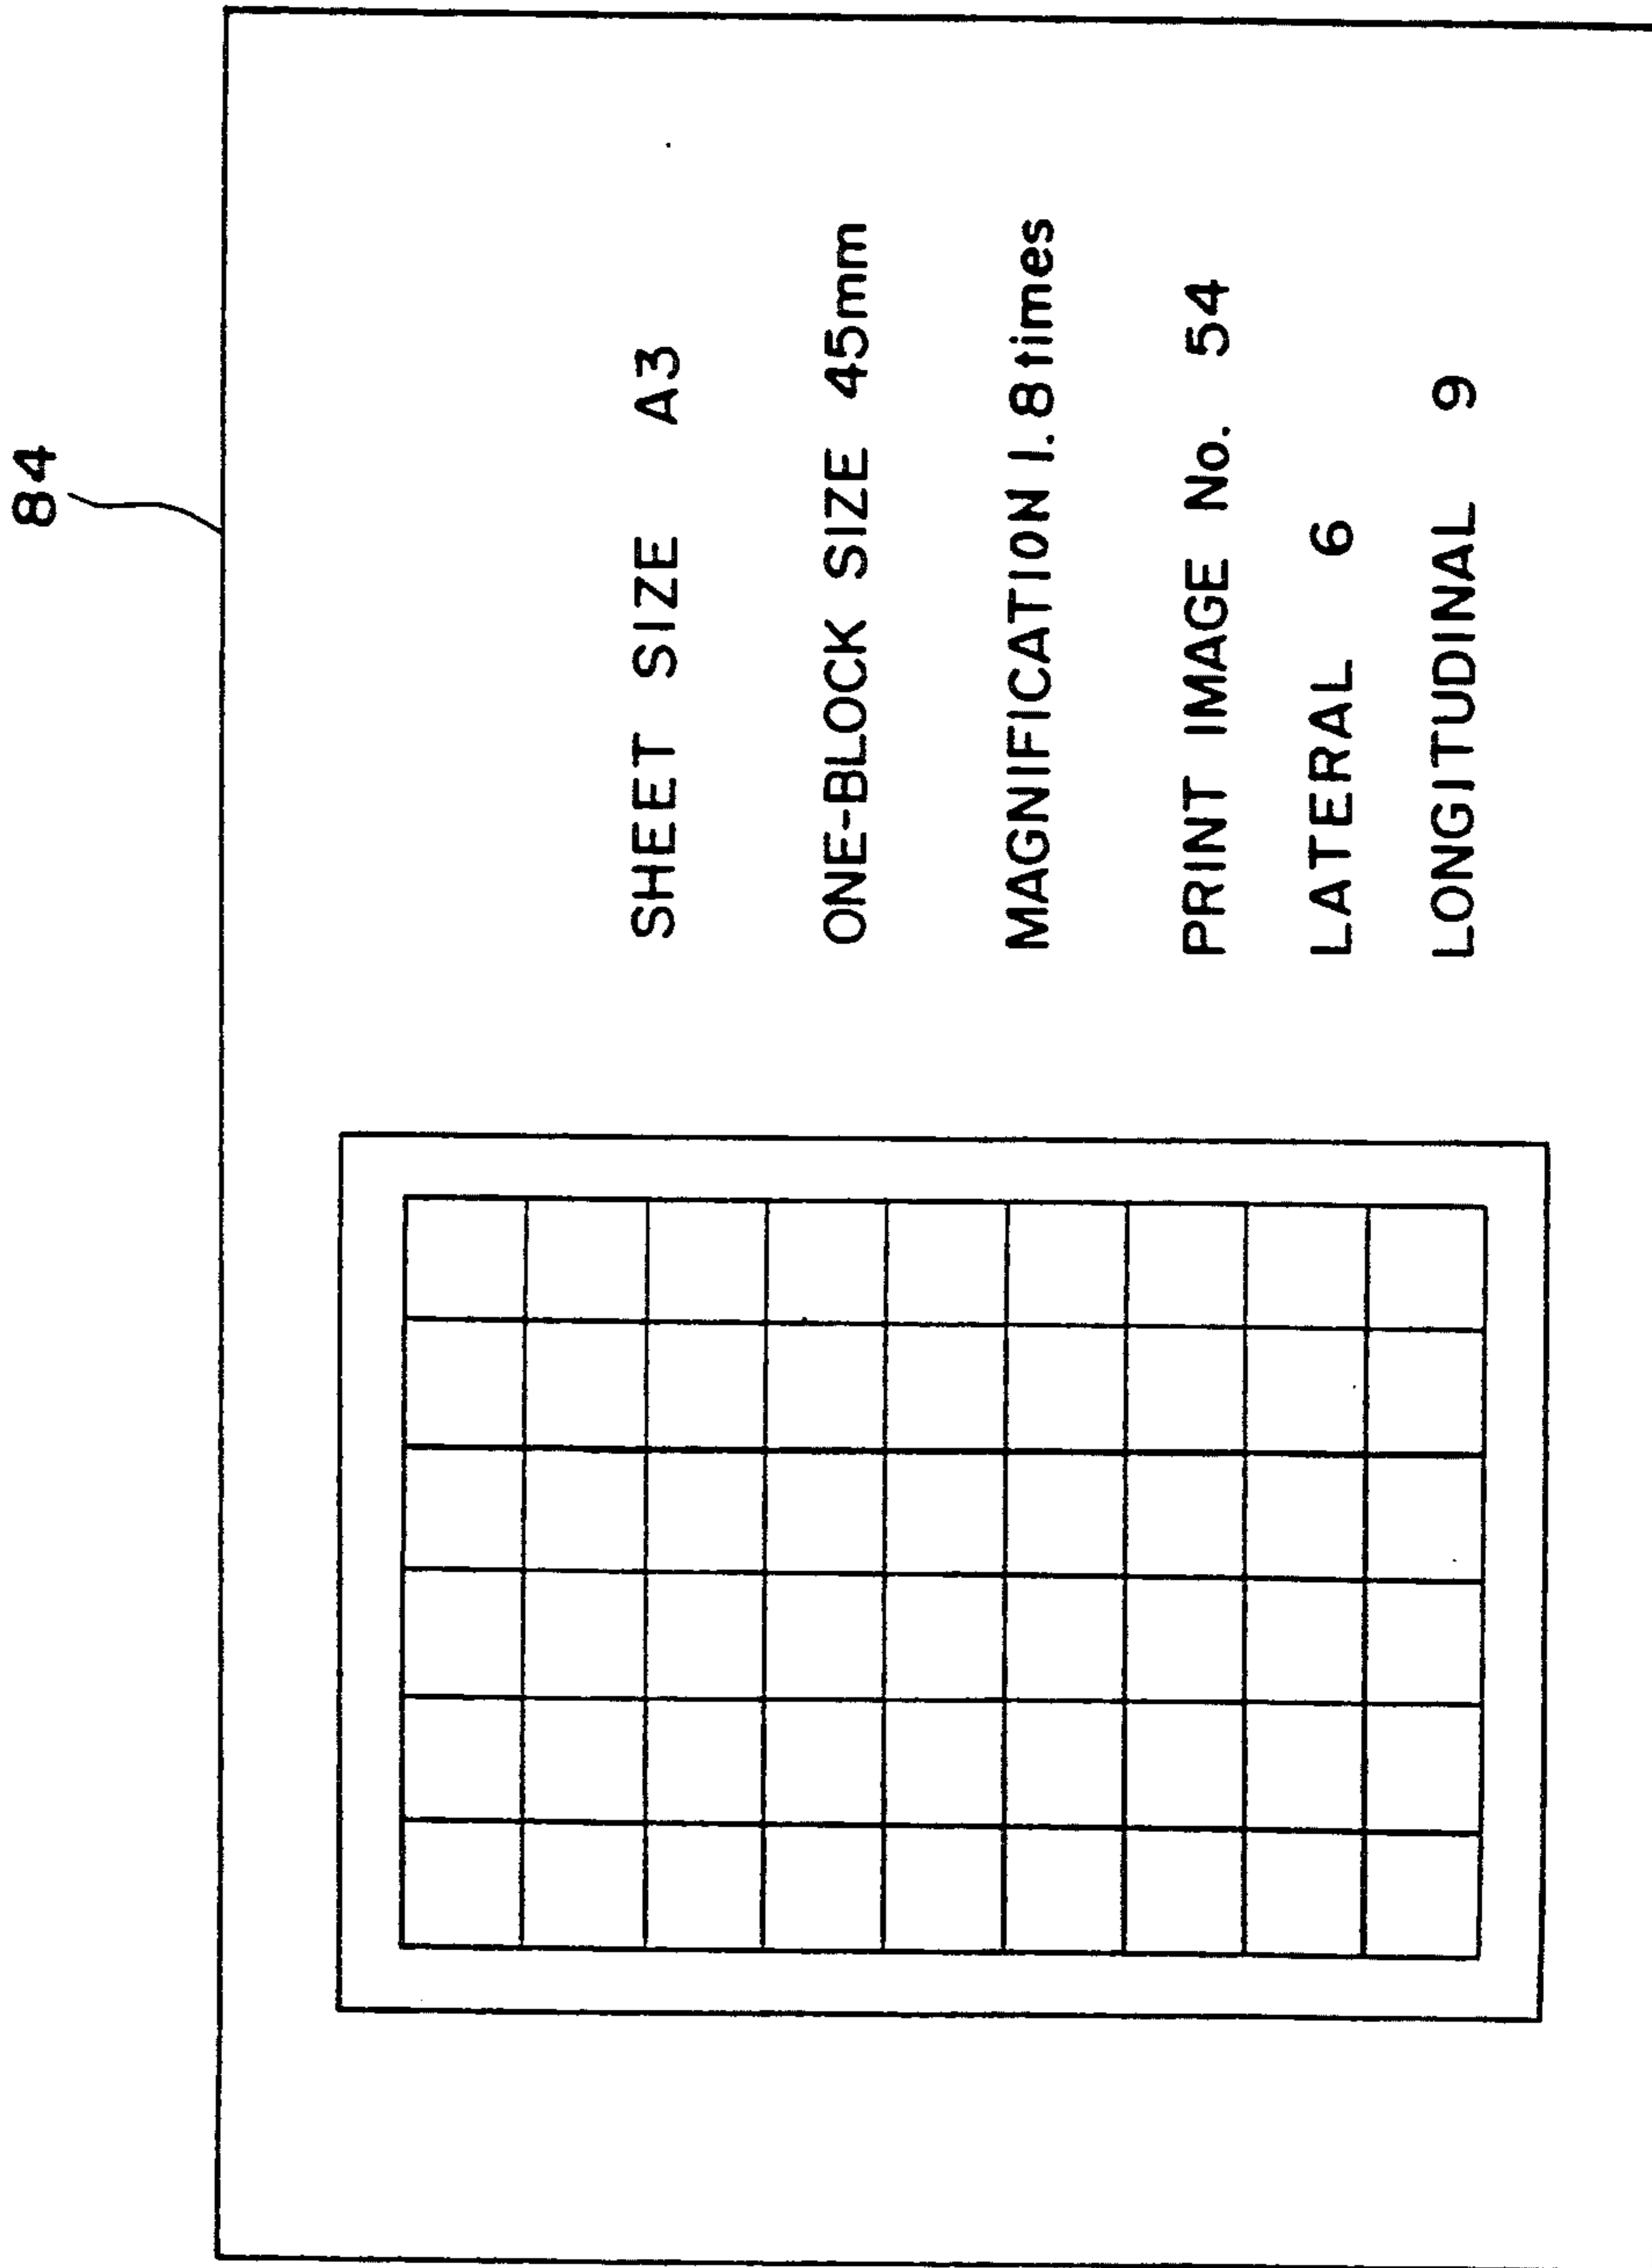 84
SHEET SIZE A3
ONE-BLOCK SIZE 45mm
MAGNIFICATION 1.8times
PRINT IMAGE No. 54
LATERAL 6
LONGITUDINAL 9